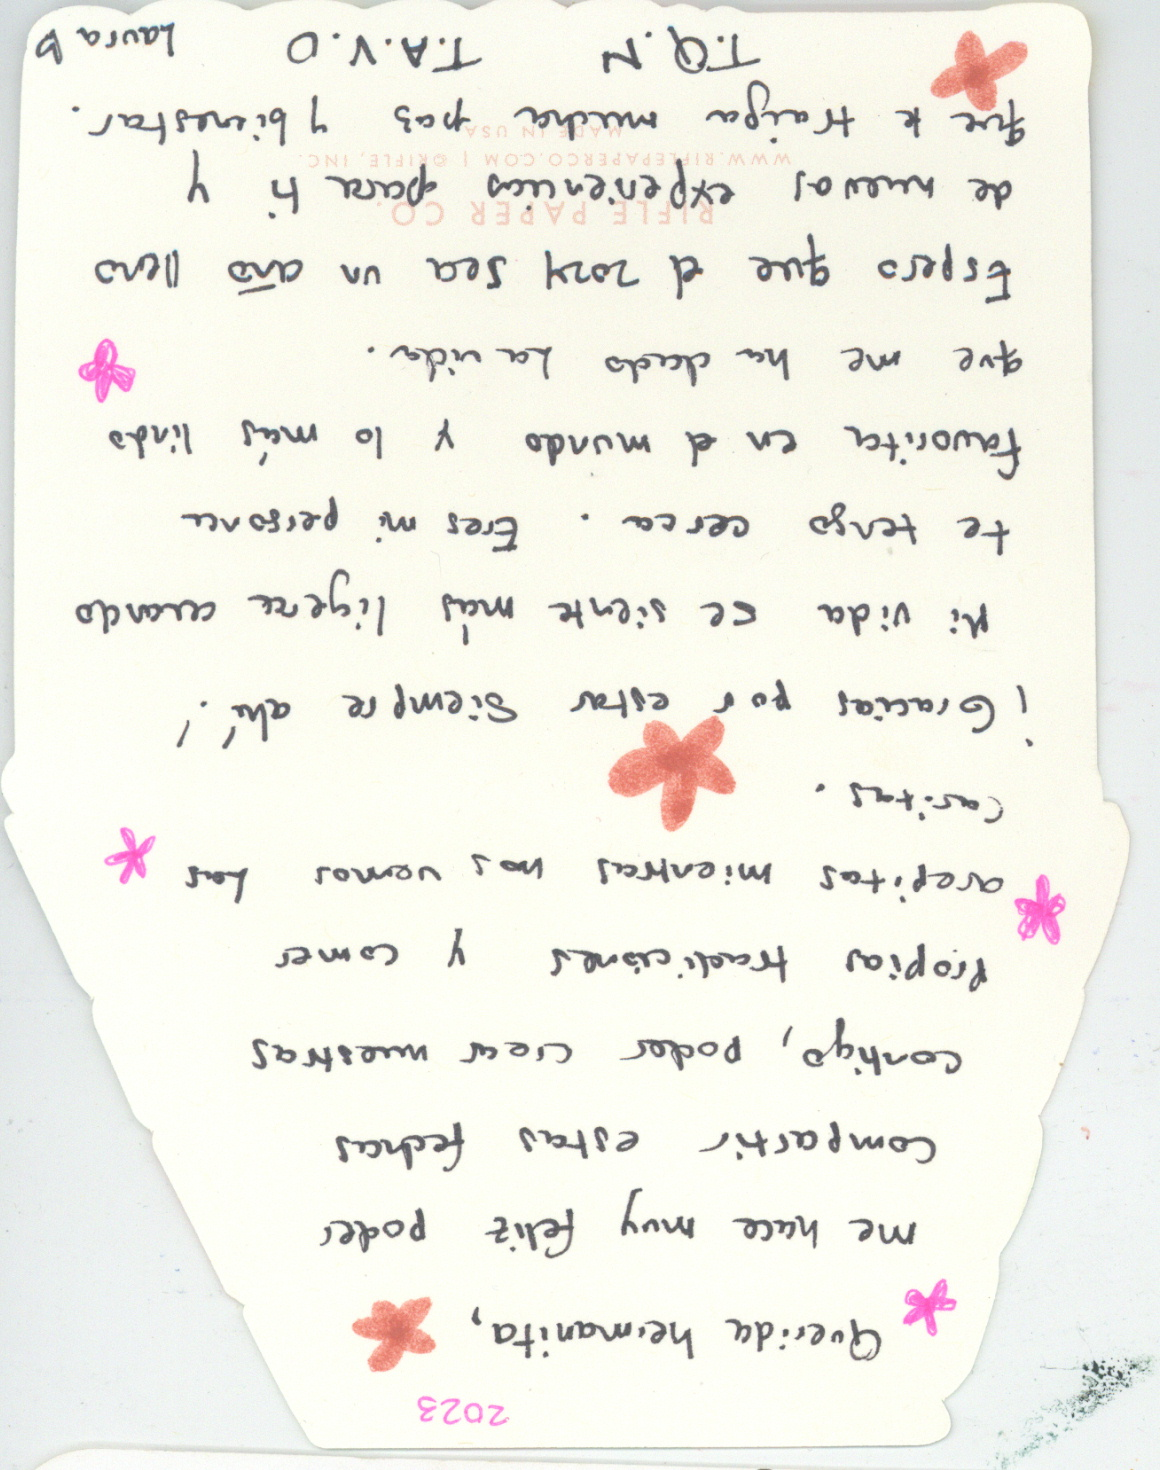 2023
Querida hermanita,
me hace muy feliz poder
compartir estas fechas
contigo, poder crear nuestras
propias tradiciones y comer
arepitas mientras nos vemos las
caritas.
¡Gracias por estar siempre ahí!
Mi vida se siente más ligera cuando
te tengo cerca. Eres mi persona
favorita en el mundo y lo más lindo
que me ha dado la vida.
Espero que el 2024 sea un año lleno
de nuevas experiencias para ti y
que te traiga mucha paz y bienestar.
T.Q.M T.A.V.O Laura D
RIFLE PAPER CO.
WWW.RIFLEPAPERCO.COM | ©RIFLE, INC.
MADE IN USA